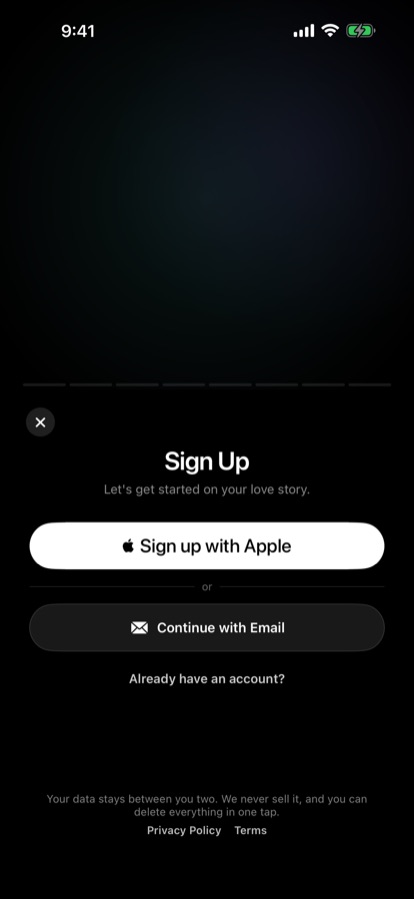 9:41
Sign Up
Let's get started on your love story.
Sign up with Apple
or
Continue with Email
Already have an account?
Your data stays between you two. We never sell it, and you can
delete everything in one tap.
Privacy Policy Terms